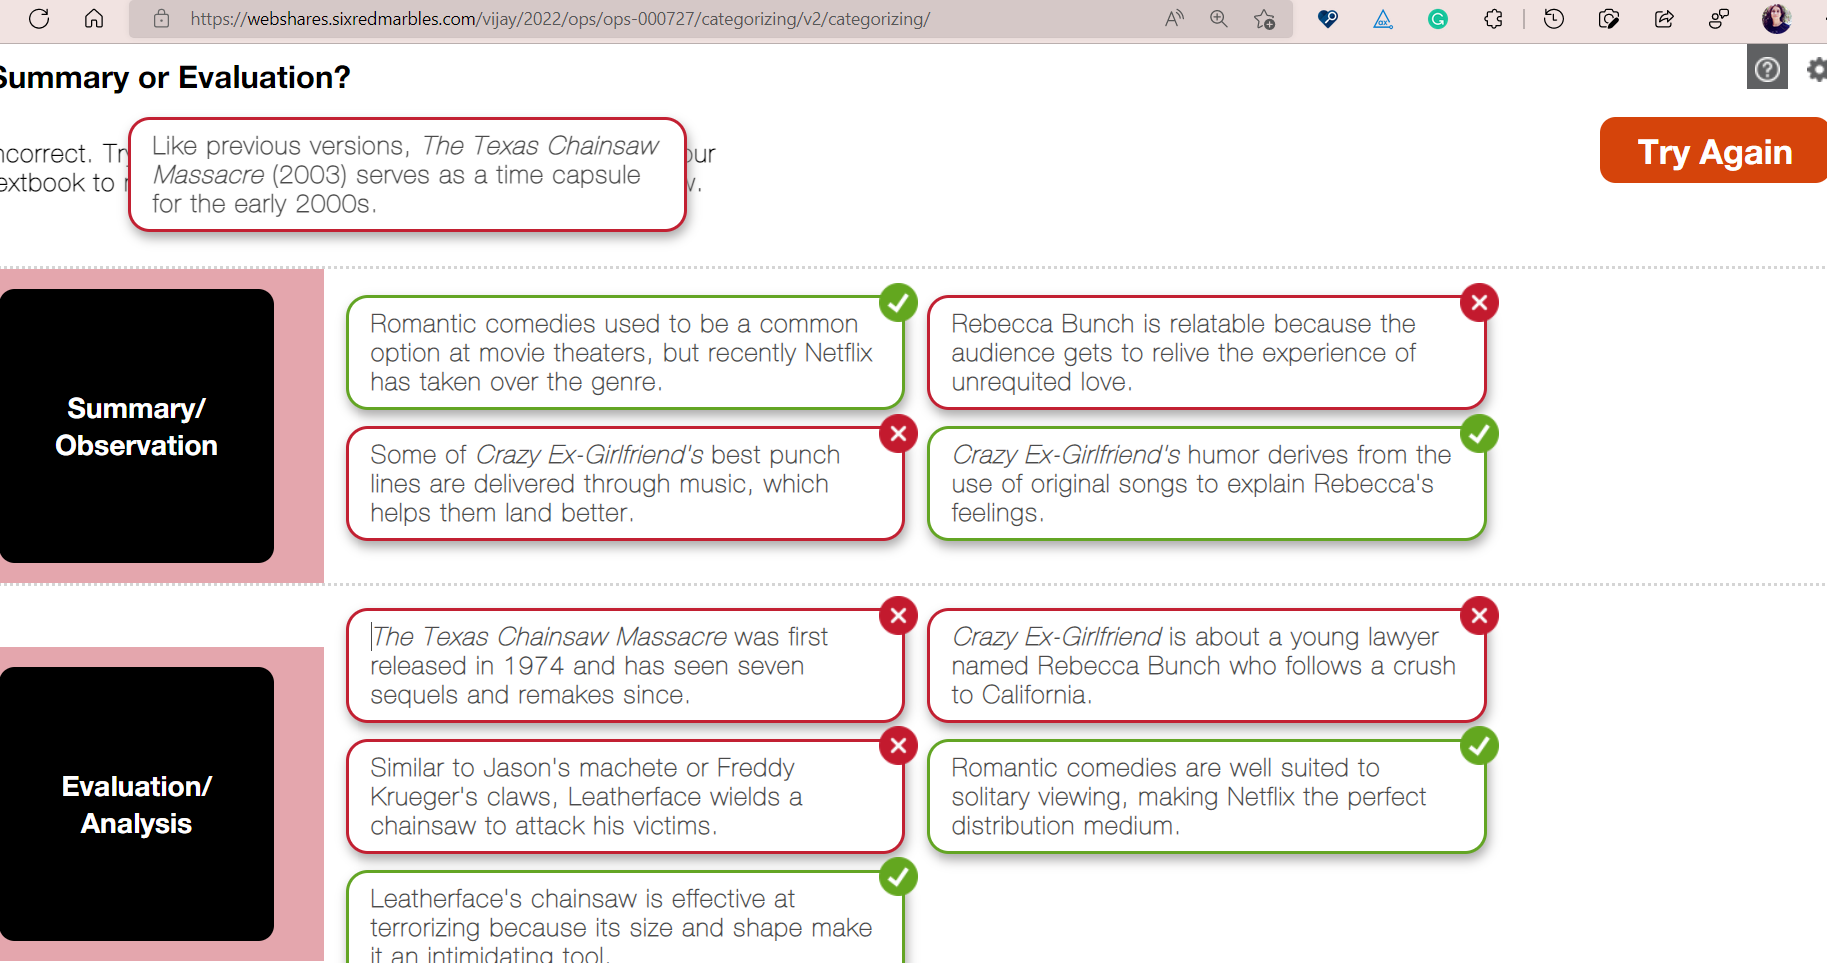 https://webshares.sixredmarbles.com/vijay/2022/ops/ops-000727/categorizing/v2/categorizing/
Summary or Evaluation?
Like previous versions, The Texas Chainsaw
Massacre (2003) serves as a time capsule
for the early 2000s.
ncorrect. Tr
our
extbook to r
v.
Try Again
Summary/
Observation
Romantic comedies used to be a common
option at movie theaters, but recently Netflix
has taken over the genre.
Rebecca Bunch is relatable because the
audience gets to relive the experience of
unrequited love.
Some of Crazy Ex-Girlfriend's best punch
lines are delivered through music, which
helps them land better.
Crazy Ex-Girlfriend's humor derives from the
use of original songs to explain Rebecca's
feelings.
Evaluation/
Analysis
The Texas Chainsaw Massacre was first
released in 1974 and has seen seven
sequels and remakes since.
Crazy Ex-Girlfriend is about a young lawyer
named Rebecca Bunch who follows a crush
to California.
Similar to Jason's machete or Freddy
Krueger's claws, Leatherface wields a
chainsaw to attack his victims.
Romantic comedies are well suited to
solitary viewing, making Netflix the perfect
distribution medium.
Leatherface's chainsaw is effective at
terrorizing because its size and shape make
it an intimidating tool.